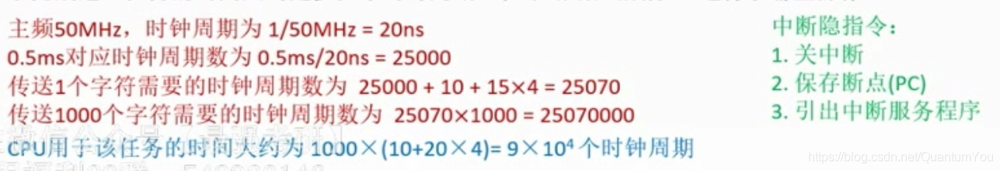 主频50MHz，时钟周期为 1/50MHz = 20ns
0.5ms对应时钟周期数为 0.5ms/20ns = 25000
传送1个字符需要的时钟周期数为 25000 + 10 + 15×4 = 25070
传送1000个字符需要的时钟周期数为 25070×1000 = 25070000
CPU用于该任务的时间大约为 1000×(10+20×4)= 9×10⁴ 个时钟周期
中断隐指令：
1. 关中断
2. 保存断点(PC)
3. 引出中断服务程序
https://blog.csdn.net/QuantumYou